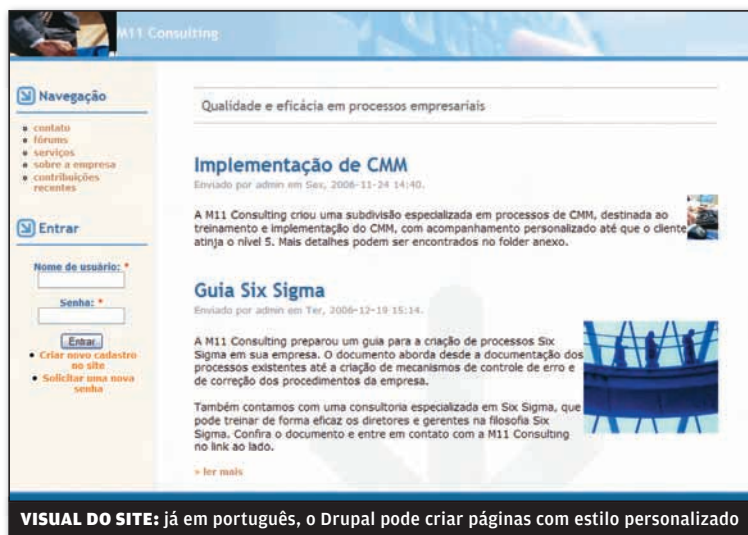 M11 Consulting
Navegação
contato
fóruns
serviços
sobre a empresa
contribuições
recentes
Entrar
Nome de usuário: *
Senha: *
Entrar
Criar novo cadastro
no site
Solicitar uma nova
senha
Qualidade e eficácia em processos empresariais
Implementação de CMM
Enviado por admin em Sex, 2006-11-24 14:40.
A M11 Consulting criou uma subdivisão especializada em processos de CMM, destinada ao
treinamento e implementação do CMM, com acompanhamento personalizado até que o cliente
atinja o nível 5. Mais detalhes podem ser encontrados no folder anexo.
Guia Six Sigma
Enviado por admin em Ter, 2006-12-19 15:14.
A M11 Consulting preparou um guia para a criação de processos Six
Sigma em sua empresa. O documento aborda desde a documentação dos
processos existentes até a criação de mecanismos de controle de erro e
de correção dos procedimentos da empresa.
Também contamos com uma consultoria especializada em Six Sigma, que
pode treinar de forma eficaz os diretores e gerentes na filosofia Six
Sigma. Confira o documento e entre em contato com a M11 Consulting
no link ao lado.
» ler mais
VISUAL DO SITE: já em português, o Drupal pode criar páginas com estilo personalizado